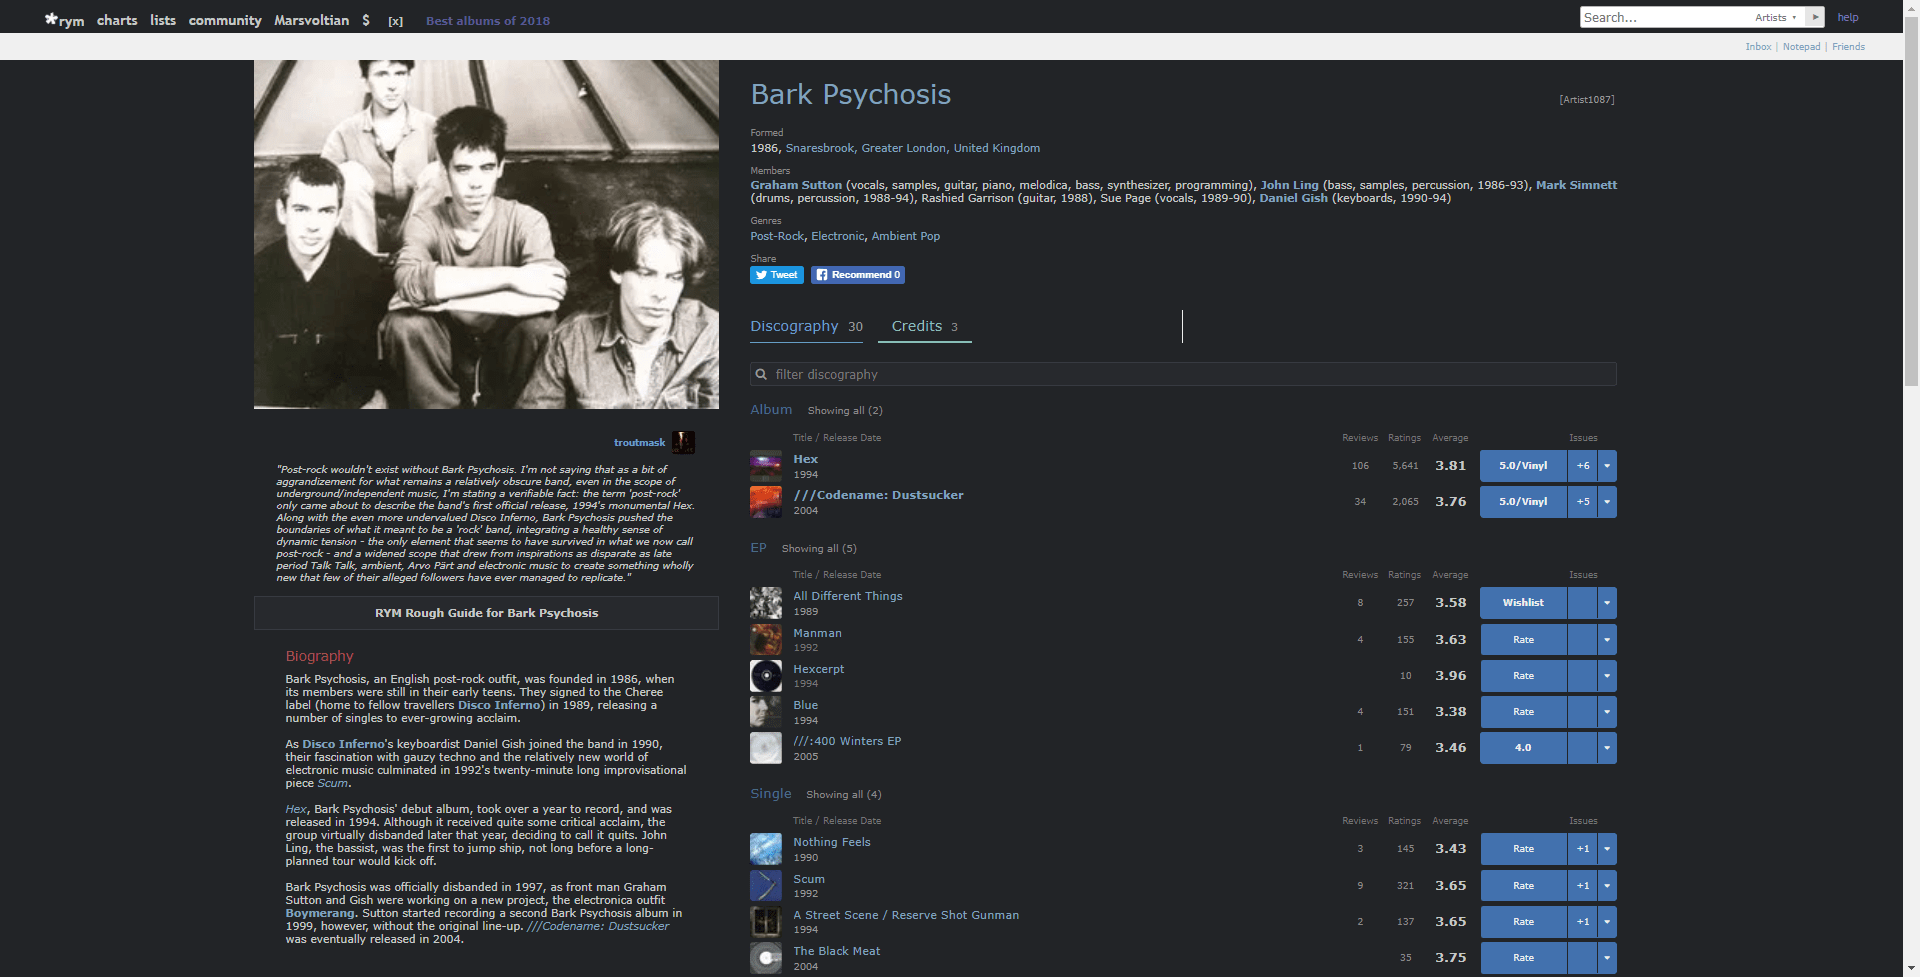 *rym charts lists community Marsvoltian $ [x] Best albums of 2018 Search... Artists help
Inbox | Notepad | Friends
Bark Psychosis
[Artist1087]
Formed
1986, Snaresbrook, Greater London, United Kingdom
Members
Graham Sutton (vocals, samples, guitar, piano, melodica, bass, synthesizer, programming), John Ling (bass, samples, percussion, 1986-93), Mark Simnett
(drums, percussion, 1988-94), Rashied Garrison (guitar, 1988), Sue Page (vocals, 1989-90), Daniel Gish (keyboards, 1990-94)
Genres
Post-Rock, Electronic, Ambient Pop
Share
Tweet Recommend 0
Discography 30 Credits 3
filter discography
Album Showing all (2)
Title / Release Date Reviews Ratings Average Issues
Hex 106 5,641 3.81 5.0/Vinyl +6
1994
///Codename: Dustsucker 34 2,065 3.76 5.0/Vinyl +5
2004
EP Showing all (5)
Title / Release Date Reviews Ratings Average Issues
All Different Things 8 257 3.58 Wishlist
1989
Manman 4 155 3.63 Rate
1992
Hexcerpt 10 3.96 Rate
1994
Blue 4 151 3.38 Rate
1994
///:400 Winters EP 1 79 3.46 4.0
2005
Single Showing all (4)
Title / Release Date Reviews Ratings Average Issues
Nothing Feels 3 145 3.43 Rate +1
1990
Scum 9 321 3.65 Rate +1
1992
A Street Scene / Reserve Shot Gunman 2 137 3.65 Rate +1
1994
The Black Meat 35 3.75 Rate
2004
troutmask
"Post-rock wouldn't exist without Bark Psychosis. I'm not saying that as a bit of
aggrandizement for what remains a relatively obscure band, even in the scope of
underground/independent music, I'm stating a verifiable fact: the term 'post-rock'
only came about to describe the band's first official release, 1994's monumental Hex.
Along with the even more undervalued Disco Inferno, Bark Psychosis pushed the
boundaries of what it meant to be a 'rock' band, integrating a healthy sense of
dynamic tension - the only element that seems to have survived in what we now call
post-rock - and a widened scope that drew from inspirations as disparate as late
period Talk Talk, ambient, Arvo Pärt and electronic music to create something wholly
new that few of their alleged followers have ever managed to replicate."
RYM Rough Guide for Bark Psychosis
Biography
Bark Psychosis, an English post-rock outfit, was founded in 1986, when
its members were still in their early teens. They signed to the Cheree
label (home to fellow travellers Disco Inferno) in 1989, releasing a
number of singles to ever-growing acclaim.
As Disco Inferno's keyboardist Daniel Gish joined the band in 1990,
their fascination with gauzy techno and the relatively new world of
electronic music culminated in 1992's twenty-minute long improvisational
piece Scum.
Hex, Bark Psychosis' debut album, took over a year to record, and was
released in 1994. Although it received quite some critical acclaim, the
group virtually disbanded later that year, deciding to call it quits. John
Ling, the bassist, was the first to jump ship, not long before a long-
planned tour would kick off.
Bark Psychosis was officially disbanded in 1997, as front man Graham
Sutton and Gish were working on a new project, the electronica outfit
Boymerang. Sutton started recording a second Bark Psychosis album in
1999, however, without the original line-up. ///Codename: Dustsucker
was eventually released in 2004.